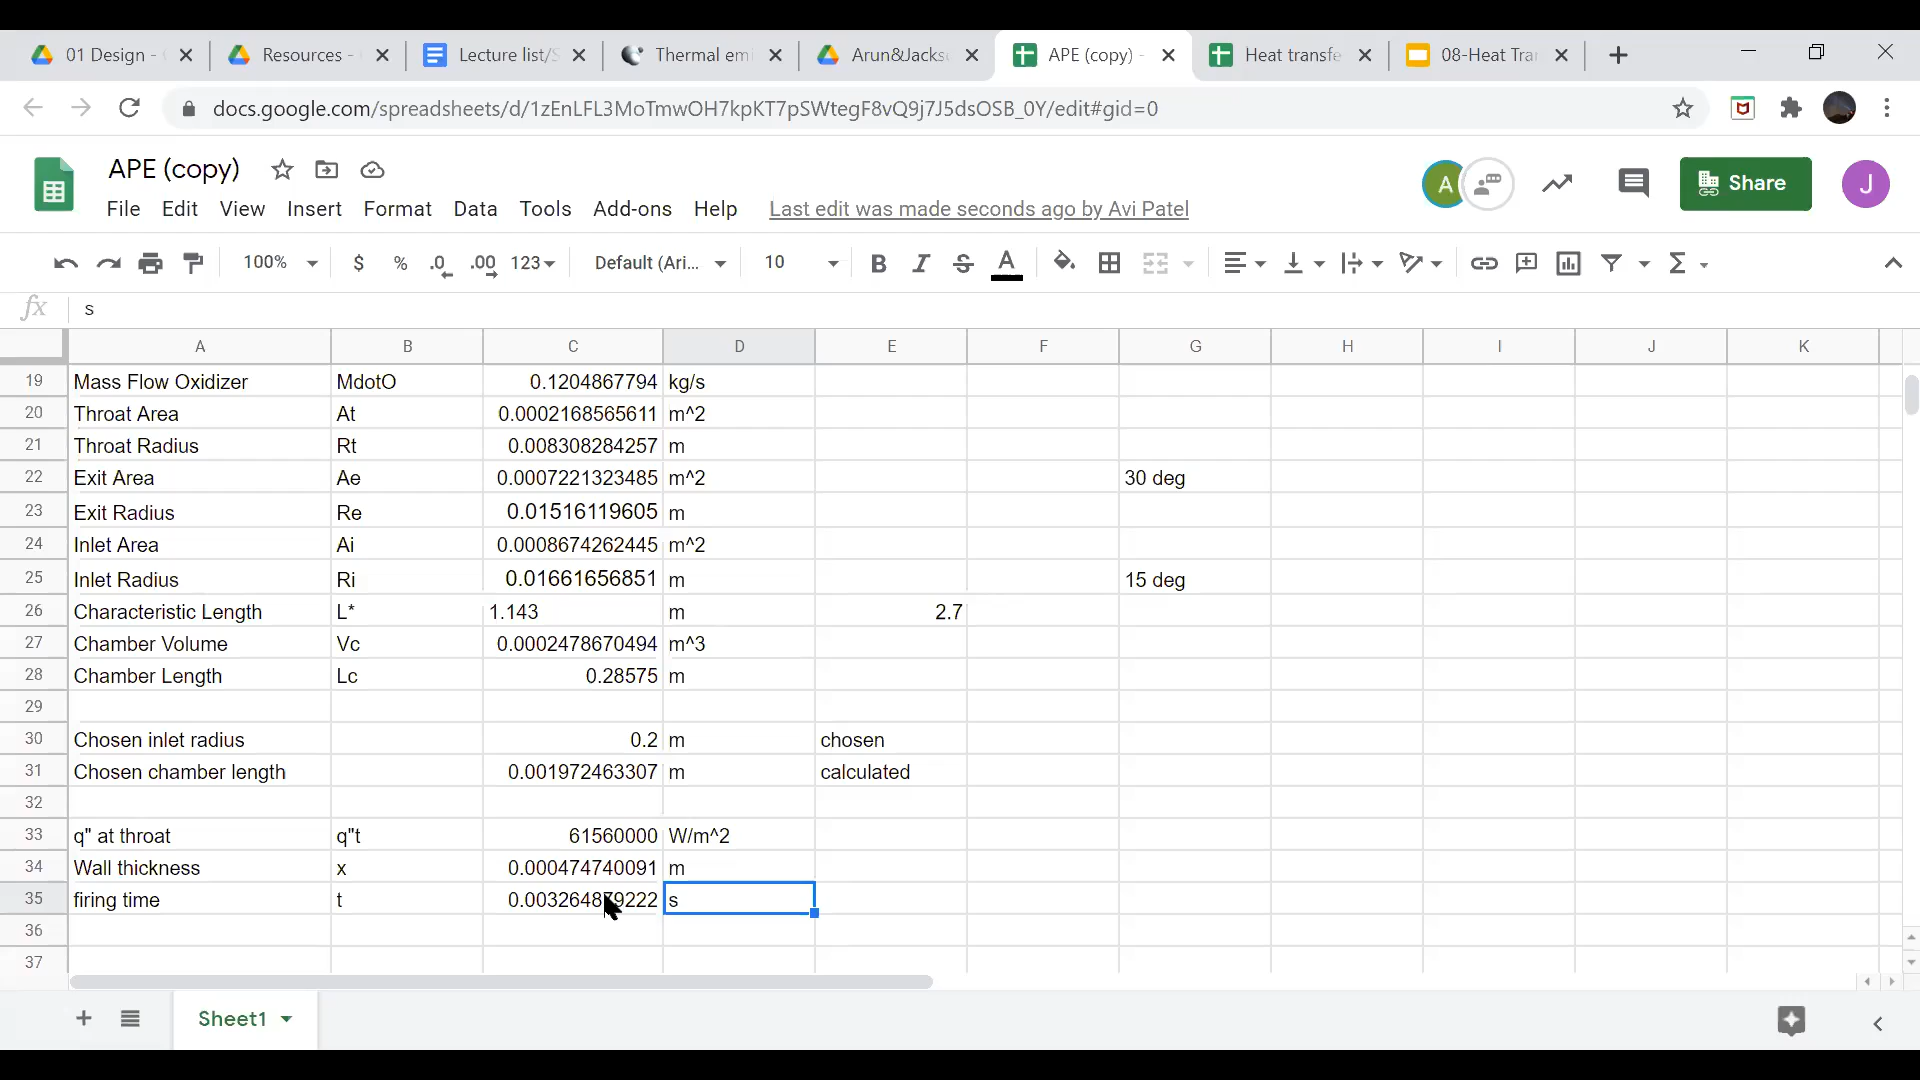 01 Design -
Resources -
Lecture list/S
Thermal emi
Arun&Jackso
APE (copy) -
Heat transfe
08-Heat Tran
docs.google.com/spreadsheets/d/1zEnLFL3MoTmwOH7kpKT7pSWtegF8vQ9j7J5dsOSB_0Y/edit#gid=0
APE (copy)
A
Share
J
File Edit View Insert Format Data Tools Add-ons Help Last edit was made seconds ago by Avi Patel
100% $ % .0 .00 123 Default (Ari... 10 B I S A
fx s
A B C D E F G H I J K
19 Mass Flow Oxidizer MdotO 0.1204867794 kg/s
20 Throat Area At 0.0002168565611 m^2
21 Throat Radius Rt 0.008308284257 m
22 Exit Area Ae 0.0007221323485 m^2 30 deg
23 Exit Radius Re 0.01516119605 m
24 Inlet Area Ai 0.0008674262445 m^2
25 Inlet Radius Ri 0.01661656851 m 15 deg
26 Characteristic Length L* 1.143 m 2.7
27 Chamber Volume Vc 0.0002478670494 m^3
28 Chamber Length Lc 0.28575 m
29
30 Chosen inlet radius 0.2 m chosen
31 Chosen chamber length 0.001972463307 m calculated
32
33 q" at throat q"t 61560000 W/m^2
34 Wall thickness x 0.000474740091 m
35 firing time t s
36
37
Sheet1